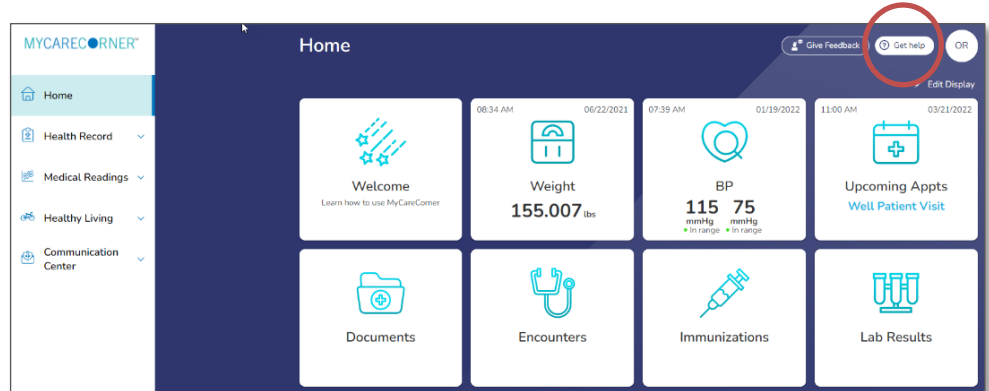 MYCARECORNER™
Home
Give Feedback
Get help
OR
Edit Display
Home
Health Record
Medical Readings
Healthy Living
Communication
Center
Welcome
Learn how to use MyCareCorner
08:34 AM 06/22/2021
Weight
155.007 lbs
07:39 AM 01/19/2022
BP
115 75
mmHg mmHg
In range In range
11:00 AM 03/21/2022
Upcoming Appts
Well Patient Visit
Documents
Encounters
Immunizations
Lab Results